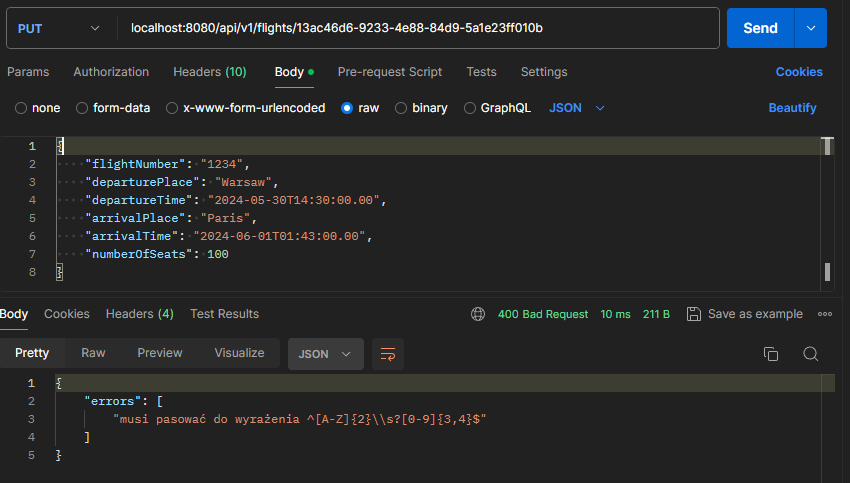 PUT localhost:8080/api/v1/flights/13ac46d6-9233-4e88-84d9-5a1e23ff010b Send
Params Authorization Headers (10) Body Pre-request Script Tests Settings Cookies
none form-data x-www-form-urlencoded raw binary GraphQL JSON Beautify
1 {
2 "flightNumber": "1234",
3 "departurePlace": "Warsaw",
4 "departureTime": "2024-05-30T14:30:00.00",
5 "arrivalPlace": "Paris",
6 "arrivalTime": "2024-06-01T01:43:00.00",
7 "numberOfSeats": 100
8 }
Body Cookies Headers (4) Test Results 400 Bad Request 10 ms 211 B Save as example
Pretty Raw Preview Visualize JSON
1 {
2 "errors": [
3 "musi pasować do wyrażenia ^[A-Z]{2}\\s?[0-9]{3,4}$"
4 ]
5 }